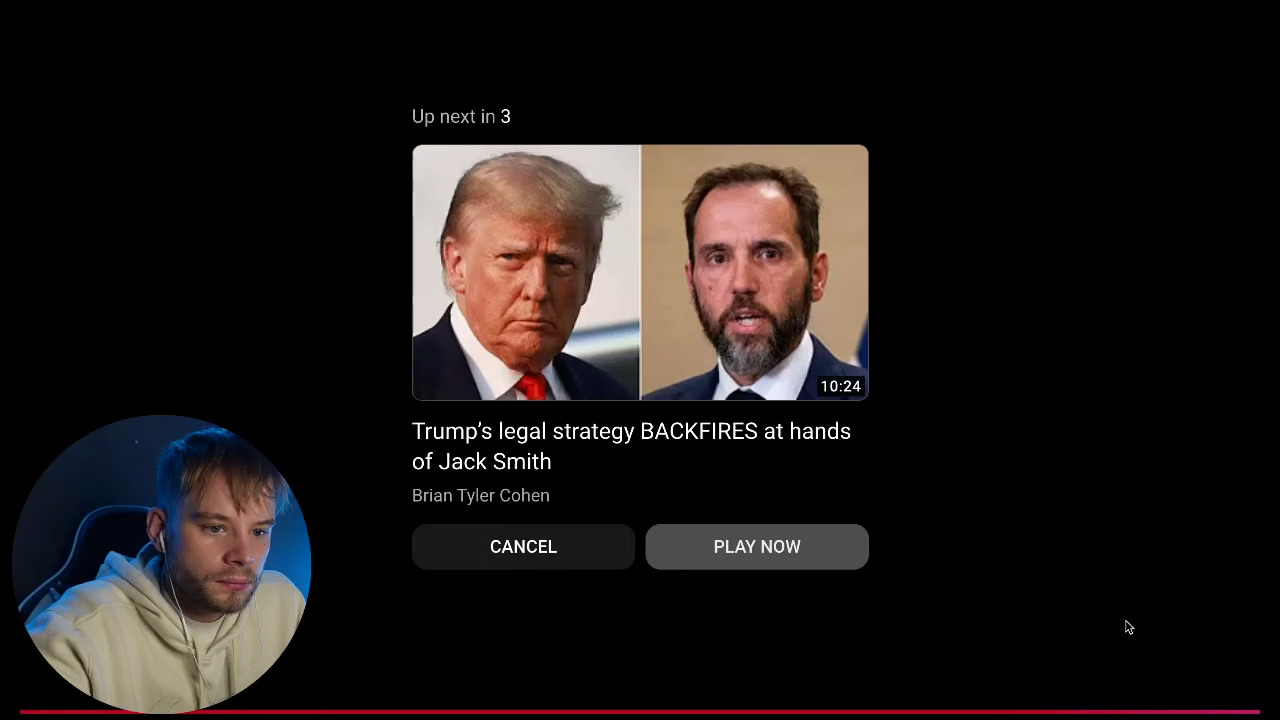 Up next in 3
10:24
Trump’s legal strategy BACKFIRES at hands
of Jack Smith
Brian Tyler Cohen
CANCEL
PLAY NOW